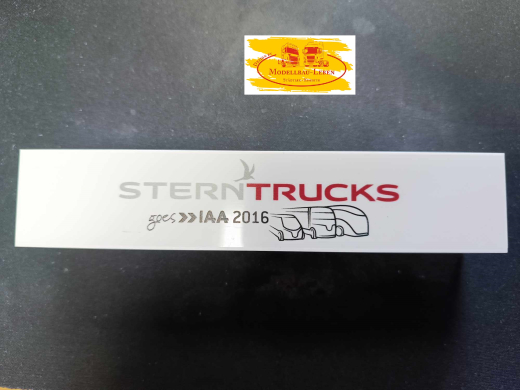 Modellbau-Leben
STERNTRUCKS
goes >> IAA 2016